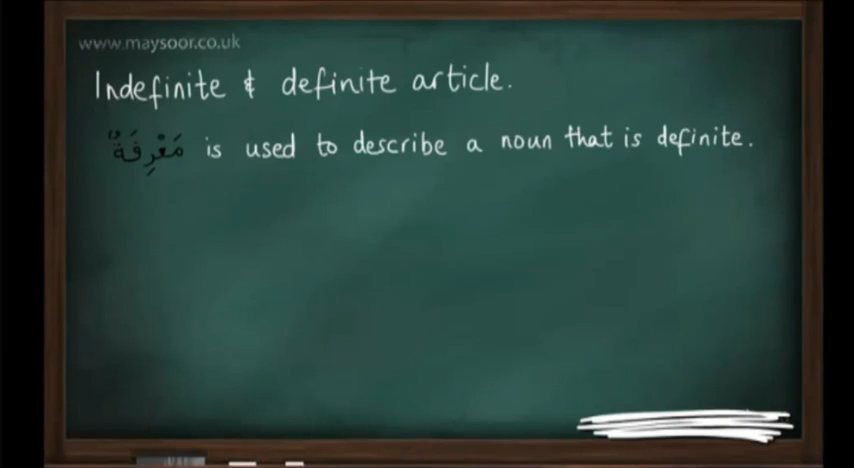 www.maysoor.co.uk
Indefinite & definite article.
مَعْرِفَةٌ is used to describe a noun that is definite.